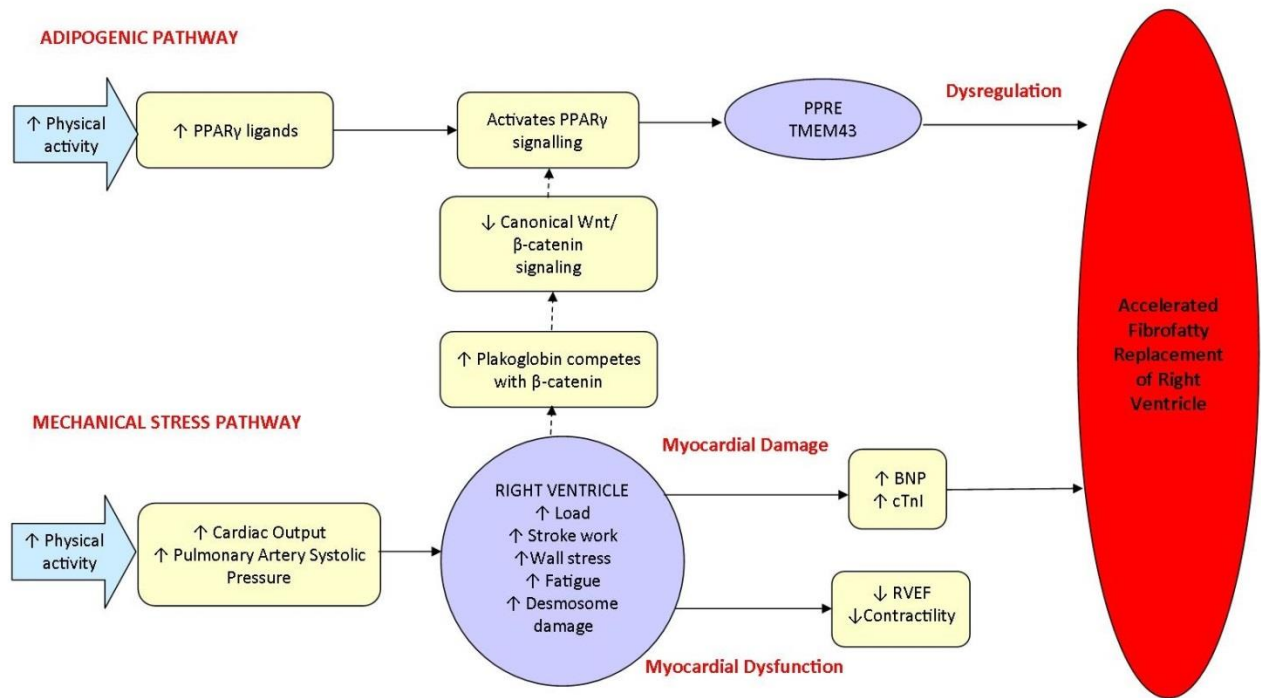 ADIPOGENIC PATHWAY
↑ Physical
activity
↑ PPARγ ligands
Activates PPARγ
signalling
PPRE
TMEM43
Dysregulation
↓ Canonical Wnt/
β-catenin
signaling
↑ Plakoglobin competes
with β-catenin
Accelerated
Fibrofatty
Replacement
of Right
Ventricle
MECHANICAL STRESS PATHWAY
↑ Physical
activity
↑ Cardiac Output
↑ Pulmonary Artery Systolic
Pressure
RIGHT VENTRICLE
↑ Load
↑ Stroke work
↑Wall stress
↑ Fatigue
↑ Desmosome
damage
Myocardial Damage
↑ BNP
↑ cTnI
↓ RVEF
↓Contractility
Myocardial Dysfunction